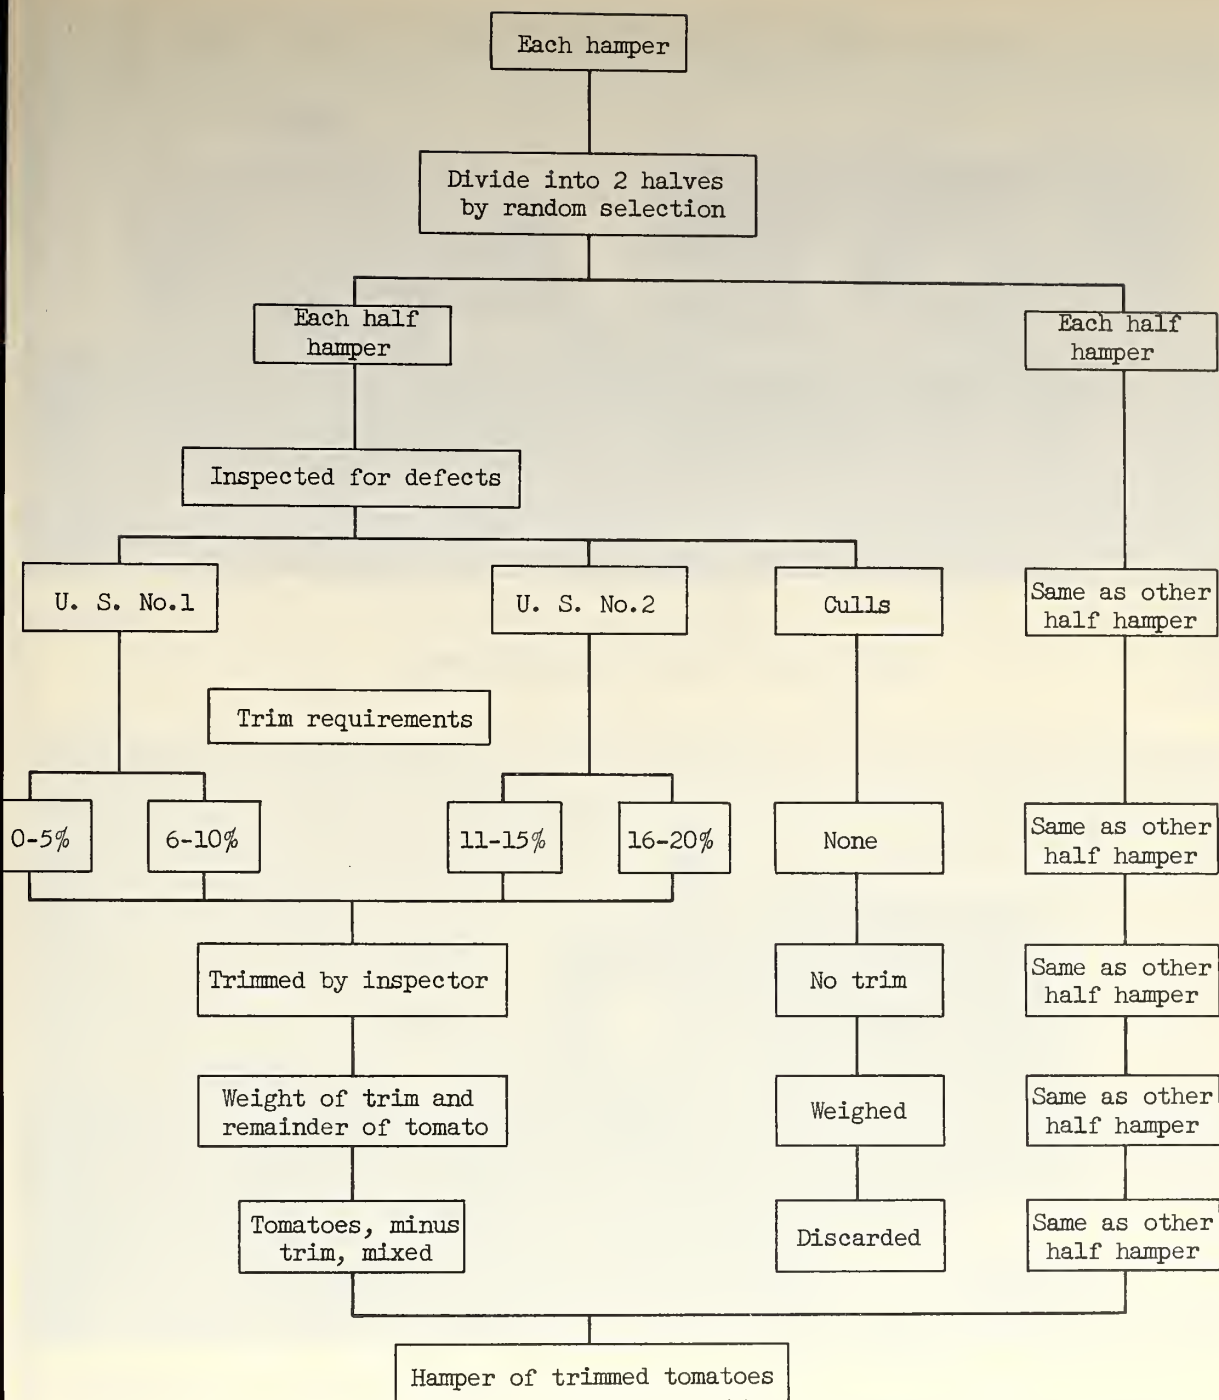 Each hamper
Divide into 2 halves
by random selection
Each half
hamper
Each half
hamper
Inspected for defects
U. S. No.1
U. S. No.2
Culls
Same as other
half hamper
Trim requirements
0-5%
6-10%
11-15%
16-20%
None
Same as other
half hamper
Trimmed by inspector
No trim
Same as other
half hamper
Weight of trim and
remainder of tomato
Weighed
Same as other
half hamper
Tomatoes, minus
trim, mixed
Discarded
Same as other
half hamper
Hamper of trimmed tomatoes